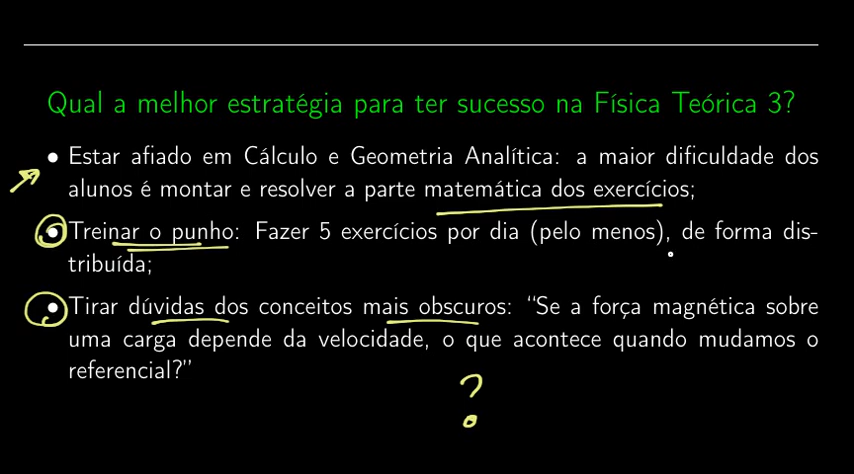 Qual a melhor estratégia para ter sucesso na Física Teórica 3?
• Estar afiado em Cálculo e Geometria Analítica: a maior dificuldade dos
alunos é montar e resolver a parte matemática dos exercícios;
• Treinar o punho: Fazer 5 exercícios por dia (pelo menos), de forma dis-
tribuída;
• Tirar dúvidas dos conceitos mais obscuros: “Se a força magnética sobre
uma carga depende da velocidade, o que acontece quando mudamos o
referencial?”
?